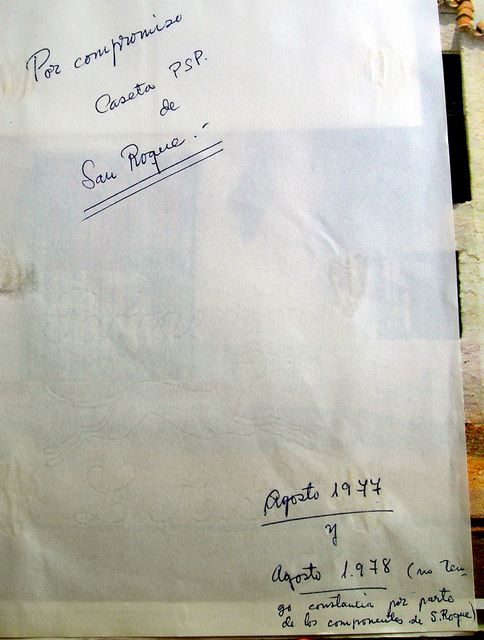 Por compromiso
Caseta PSP.
de
San Roque.-
Agosto 1977
y
Agosto 1.978 (no ten-
go constancia por parte
de los componentes de S. Roque)